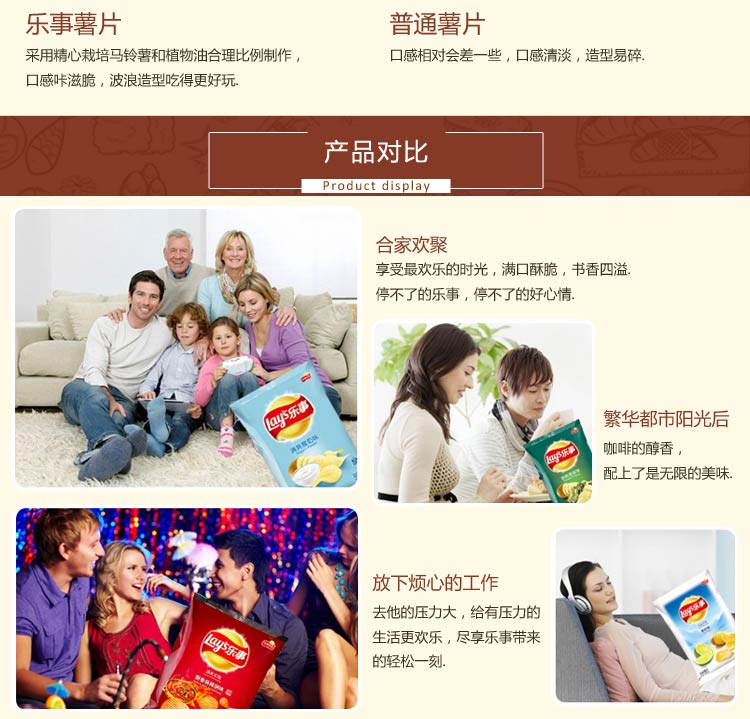 乐事薯片
采用精心栽培马铃薯和植物油合理比例制作，
口感咔滋脆，波浪造型吃得更好玩.
普通薯片
口感相对会差一些，口感清淡，造型易碎.
产品对比
Product display
合家欢聚
享受最欢乐的时光，满口酥脆，书香四溢.
停不了的乐事，停不了的好心情.
Lay's乐事
Lay's乐事
繁华都市阳光后
咖啡的醇香，
配上了是无限的美味.
Lay's乐事
放下烦心的工作
去他的压力大，给有压力的
生活更欢乐，尽享乐事带来
的轻松一刻.
Lay's乐事